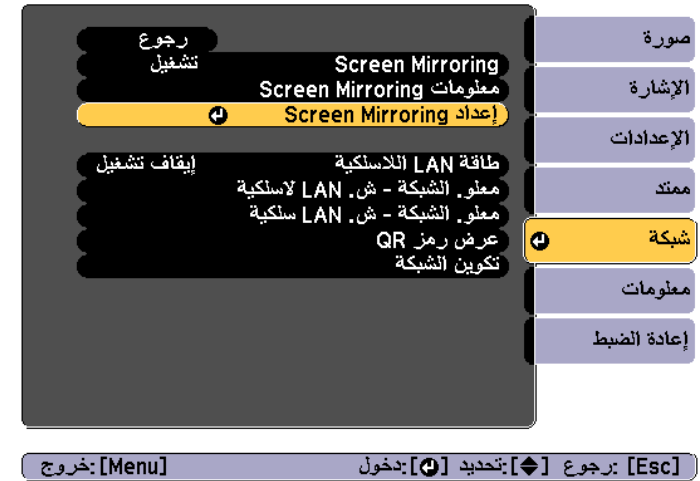 صورة
الإشارة
الإعدادات
ممتد
شبكة
معلومات
إعادة الضبط
رجوع
Screen Mirroring تشغيل
معلومات Screen Mirroring
إعداد Screen Mirroring
طاقة LAN اللاسلكية إيقاف تشغيل
معلو. الشبكة - ش. LAN لاسلكية
معلو. الشبكة - ش. LAN سلكية
عرض رمز QR
تكوين الشبكة
[Esc] :رجوع [◆]:تحديد [↵]:دخول [Menu]:خروج